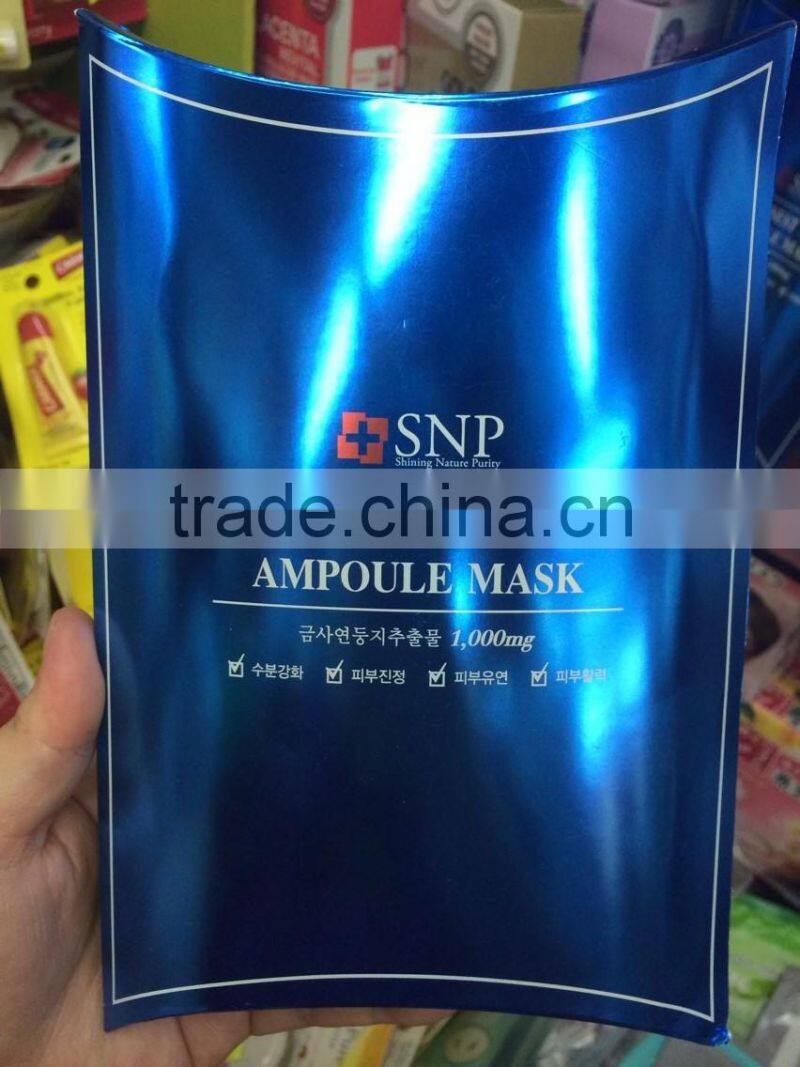 ACENTA
SNP
Shining Nature Purity
trade.china.cn
AMPOULE MASK
금사연둥지추출물 1,000mg
수분강화 피부진정 피부유연 피부활력